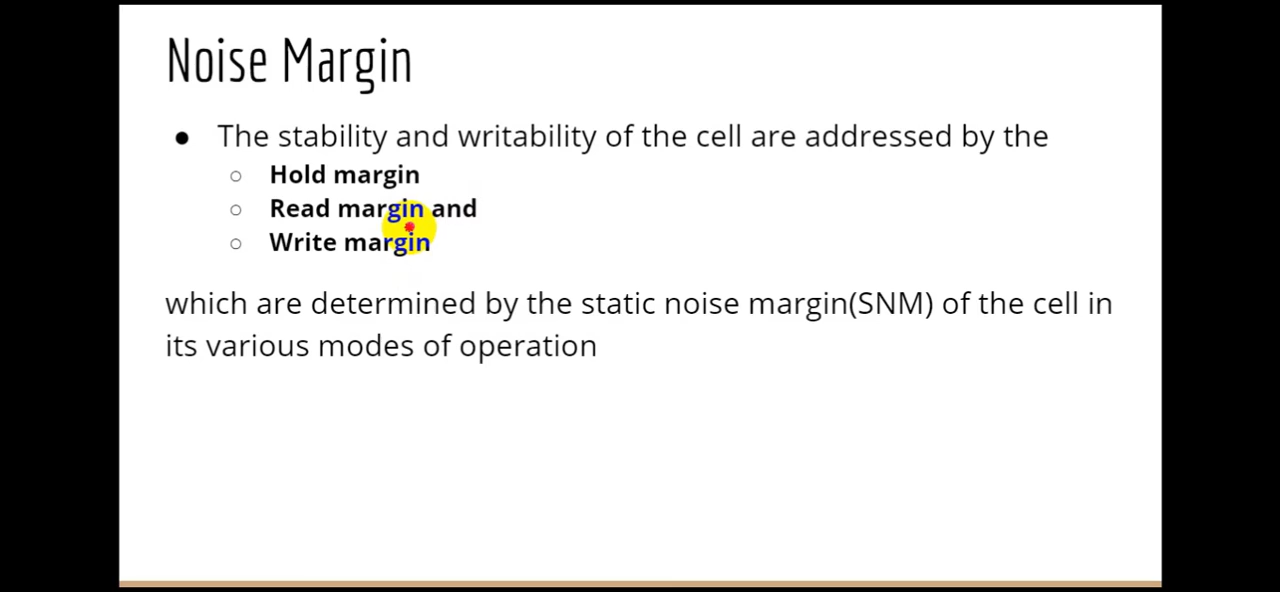 Noise Margin
● The stability and writability of the cell are addressed by the
○ Hold margin
○ Read margin and
○ Write margin
which are determined by the static noise margin(SNM) of the cell in
its various modes of operation